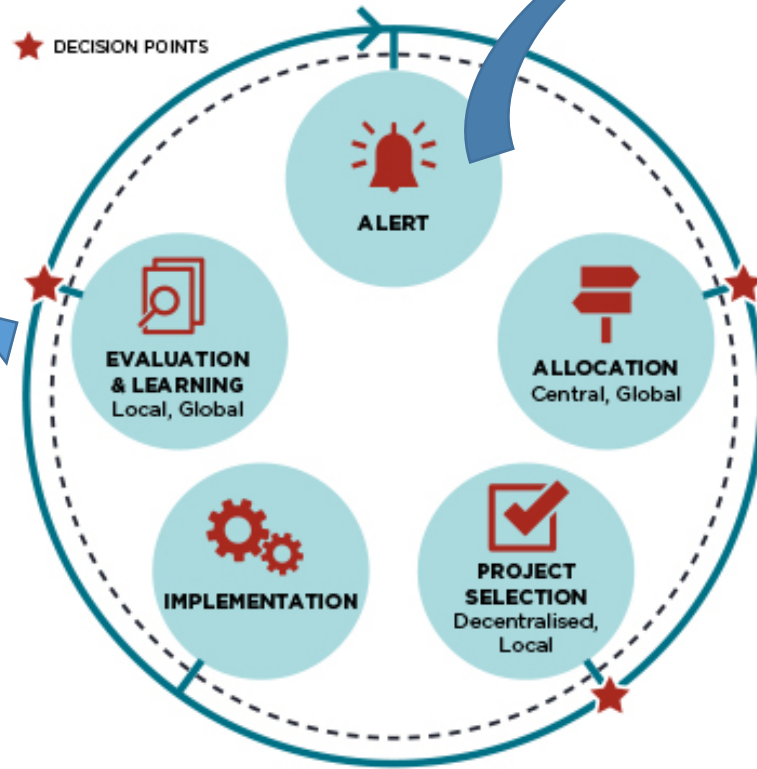 DECISION POINTS
ALERT
ALLOCATION
Central, Global
PROJECT
SELECTION
Decentralised,
Local
IMPLEMENTATION
EVALUATION
& LEARNING
Local, Global